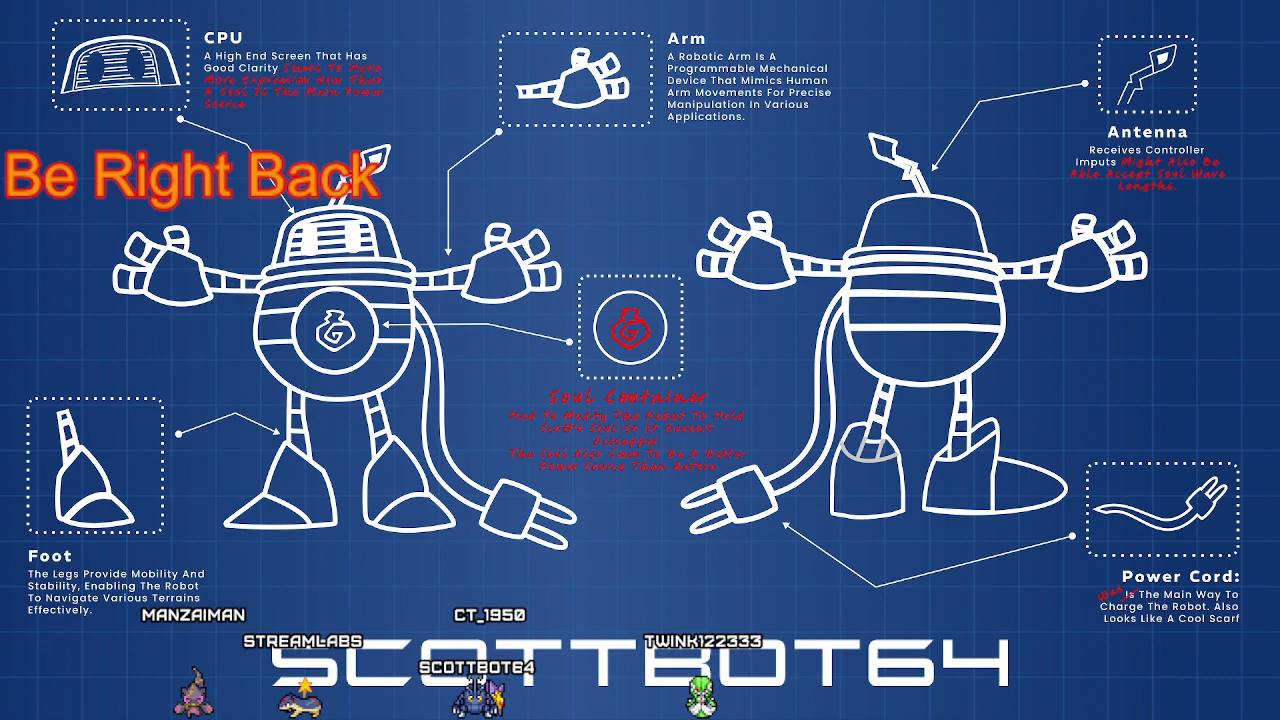 CPU
A High End Screen That Has
Good Clarity Seems To Have
More Expression Now That
A Soul Is The Main Power
Source
Arm
A Robotic Arm Is A
Programmable Mechanical
Device That Mimics Human
Arm Movements For Precise
Manipulation In Various
Applications.
Antenna
Receives Controller
Imputs Might Also Be
Able Accept Soul Wave
Lengths.
Be Right Back
G
G
Soul Container
Had To Modify The Robot To Hold
Soul So It Doesn't
Dissapper
The Soul Also Seem To Be A Better
Power Source Than Before
Foot
The Legs Provide Mobility And
Stability, Enabling The Robot
To Navigate Various Terrains
Effectively.
Power Cord:
Was Is The Main Way To
Charge The Robot. Also
Looks Like A Cool Scarf
MANZAIMAN
CT_1950
STREAMLABS
TWINK122333
SCOTTBOT64
SCOTTBOT64